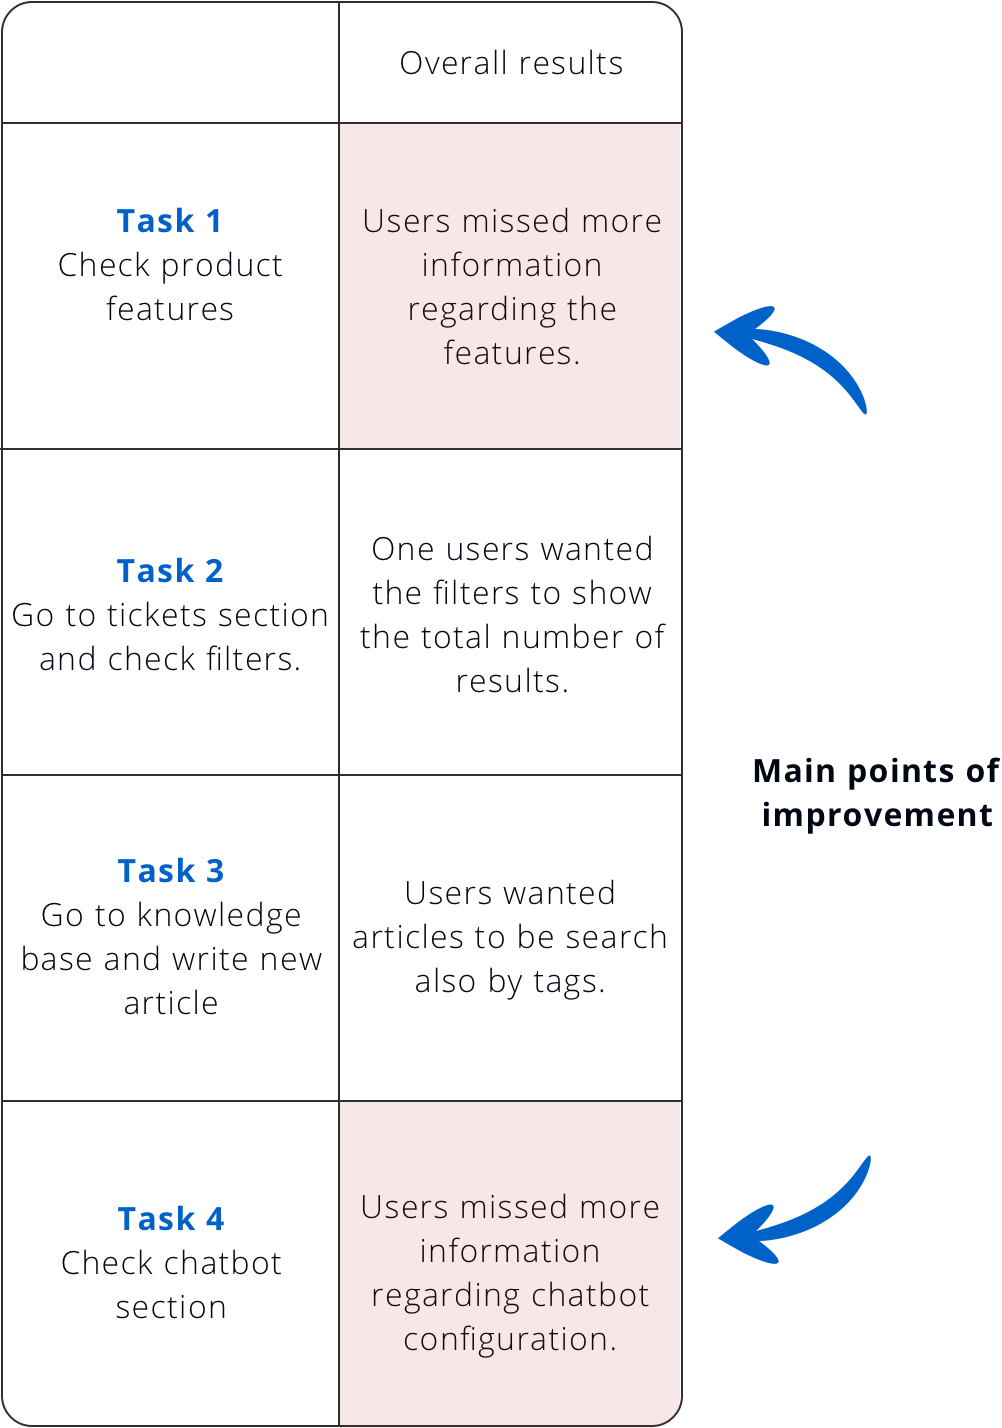 Overall results
Task 1
Check product
features
Users missed more
information
regarding the
features.
Task 2
Go to tickets section
and check filters.
One users wanted
the filters to show
the total number of
results.
Main points of
improvement
Task 3
Go to knowledge
base and write new
article
Users wanted
articles to be search
also by tags.
Task 4
Check chatbot
section
Users missed more
information
regarding chatbot
configuration.